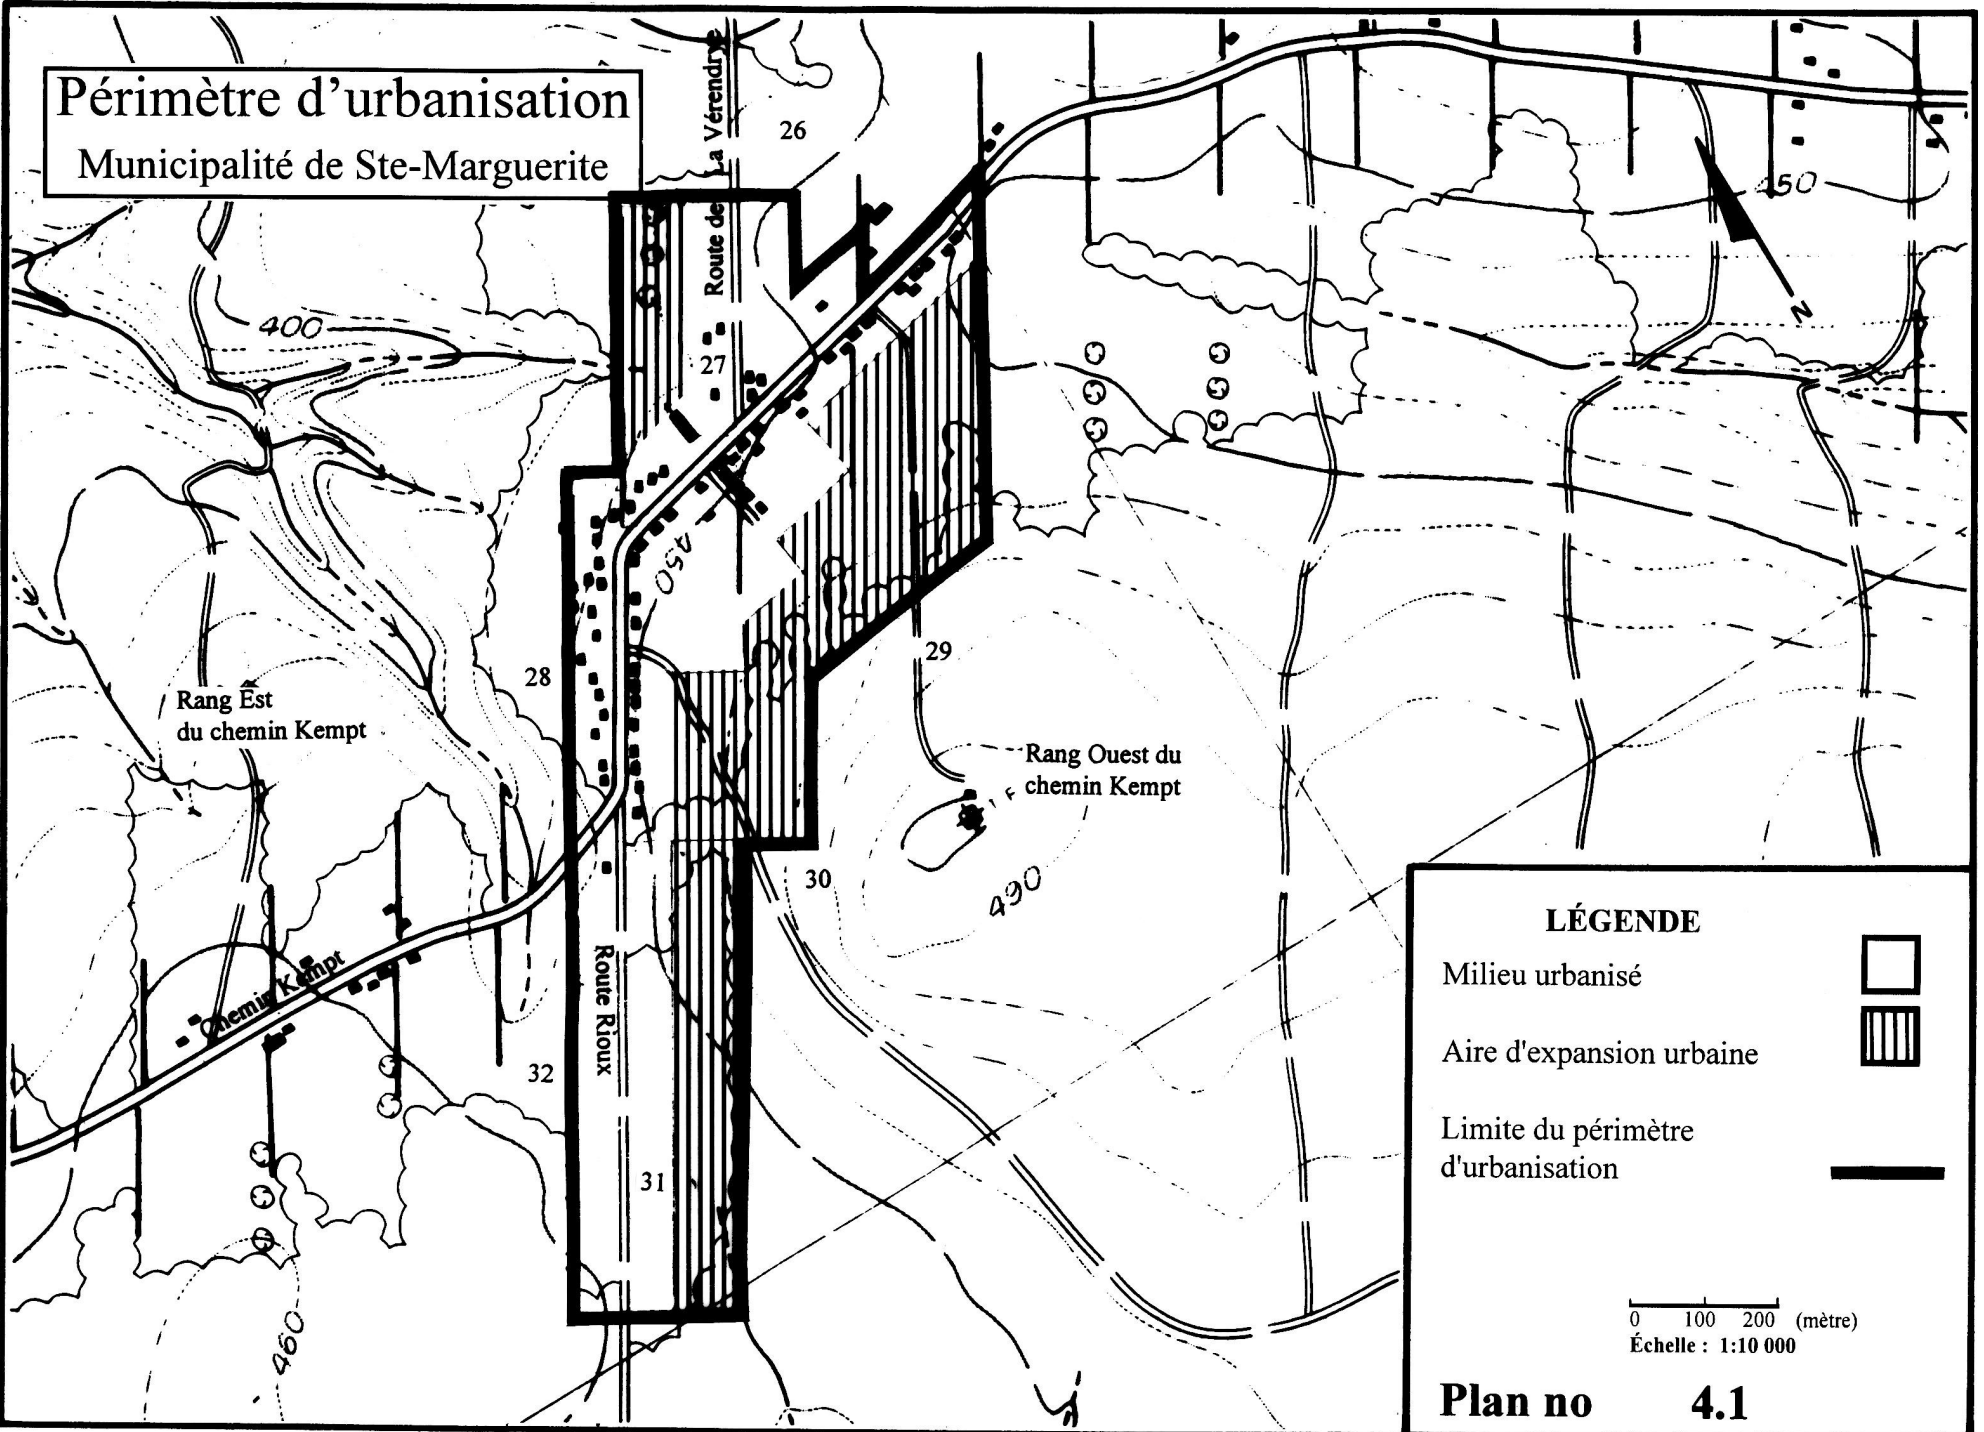 Périmètre d'urbanisation
Municipalité de Ste-Marguerite
Route de La Vérendrye
26
50
N
400
27
450
28
29
Rang Est
du chemin Kempt
Rang Ouest du
chemin Kempt
T F
30
490
Chemin Kempt
Route Rioux
32
31
460
LÉGENDE
Milieu urbanisé
Aire d'expansion urbaine
Limite du périmètre
d'urbanisation
0 100 200 (mètre)
Échelle : 1:10 000
Plan no 4.1